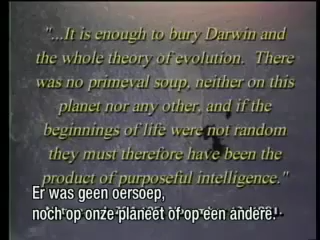 "...It is enough to bury Darwin and
the whole theory of evolution. There
was no primeval soup, neither on this
planet nor any other, and if the
beginnings of life were not random
they must therefore have been the
product of purposeful intelligence."
Er was geen oersoep,
noch op onze planeet of op een andere.